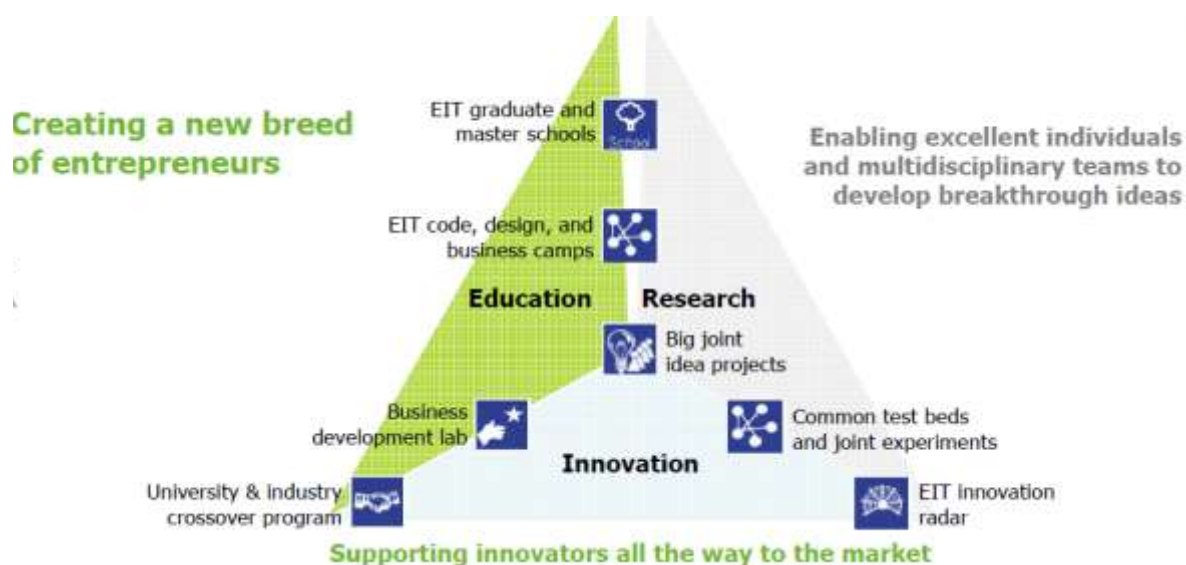 EIT graduate and
master schools
School
Creating a new breed
of entrepreneurs
Enabling excellent individuals
and multidisciplinary teams to
develop breakthrough ideas
EIT code, design, and
business camps
Education
Research
Big joint
idea projects
Business
development lab
Common test beds
and joint experiments
Innovation
University & industry
crossover program
EIT innovation
radar
Supporting innovators all the way to the market